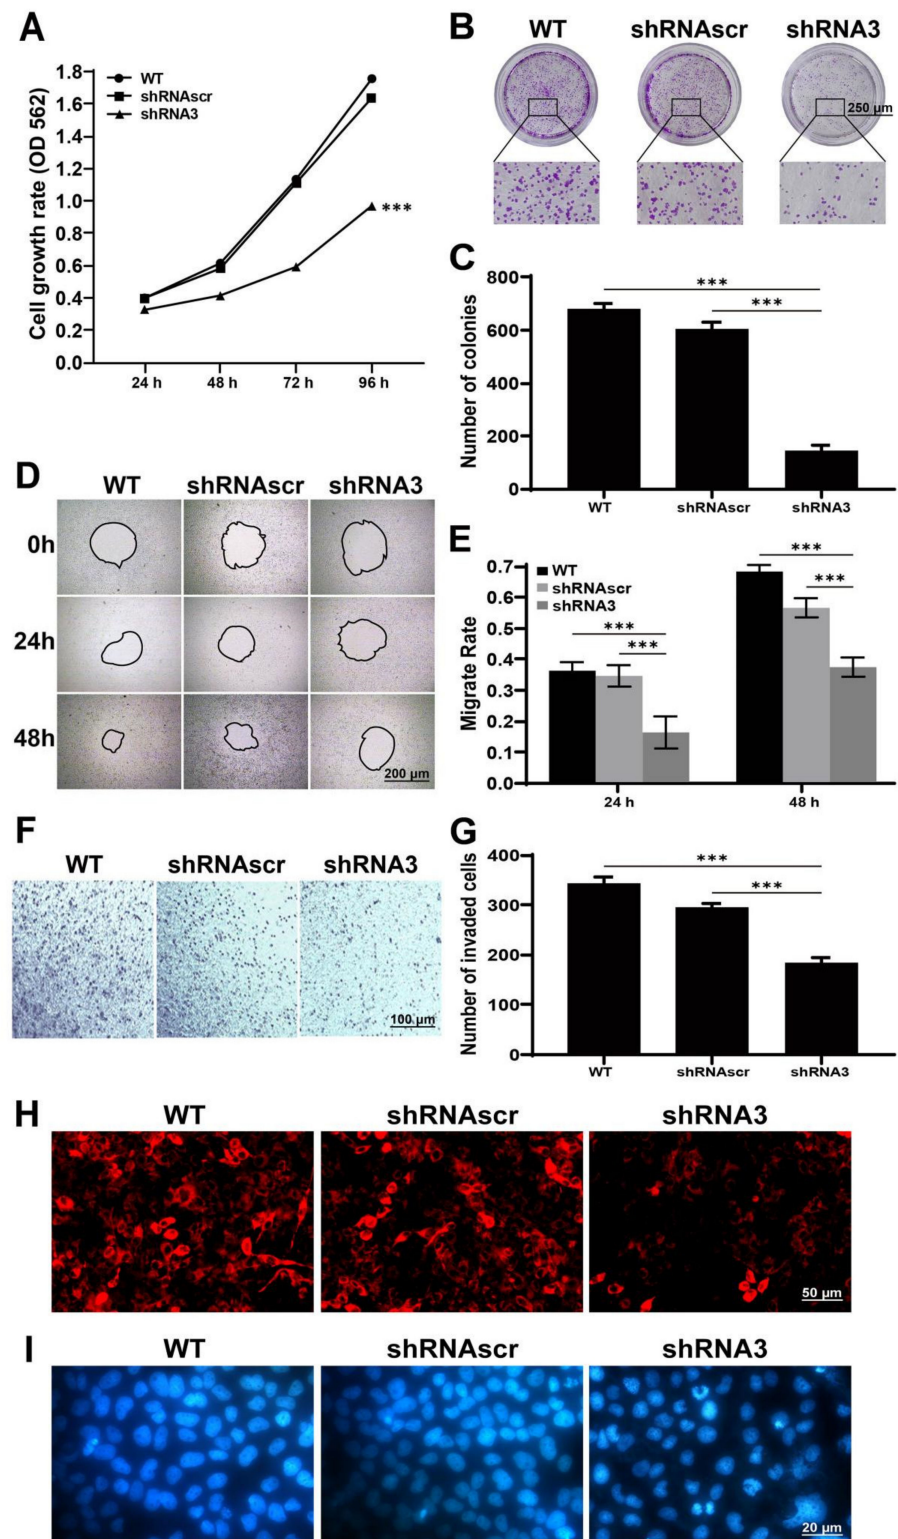 A
Cell growth rate (OD 562)
1.8
1.6
1.4
1.2
1.0
0.8
0.6
0.4
0.2
0.0
WT
shRNAscr
shRNA3
***
24 h 48 h 72 h 96 h
B
WT shRNAscr shRNA3
250 µm
C
Number of colonies
800
600
400
200
0
***
***
WT shRNAscr shRNA3
D
WT shRNAscr shRNA3
0h
24h
48h
200 µm
E
Migrate Rate
0.7
0.6
0.5
0.4
0.3
0.2
0.1
0.0
WT
shRNAscr
shRNA3
***
***
***
***
24 h 48 h
F
WT shRNAscr shRNA3
100 µm
G
Number of invaded cells
400
300
200
100
0
***
***
WT shRNAscr shRNA3
H
WT shRNAscr shRNA3
50 µm
I
WT shRNAscr shRNA3
20 µm